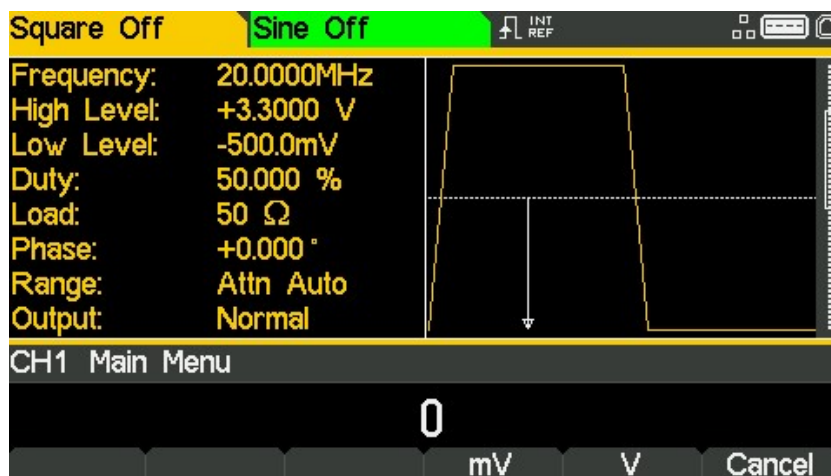 Square Off Sine Off INT REF
Frequency: 20.0000MHz
High Level: +3.3000 V
Low Level: -500.0mV
Duty: 50.000 %
Load: 50 Ω
Phase: +0.000 °
Range: Attn Auto
Output: Normal
CH1 Main Menu
0
mV V Cancel